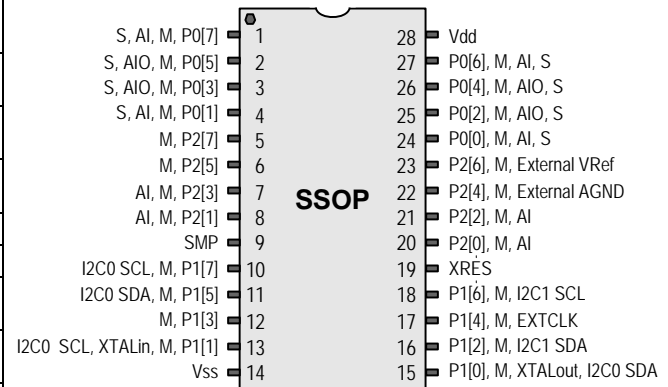 S, AI, M, P0[7] 1 28 Vdd
S, AIO, M, P0[5] 2 27 P0[6], M, AI, S
S, AIO, M, P0[3] 3 26 P0[4], M, AIO, S
S, AI, M, P0[1] 4 25 P0[2], M, AIO, S
M, P2[7] 5 24 P0[0], M, AI, S
M, P2[5] 6 23 P2[6], M, External VRef
AI, M, P2[3] 7 SSOP 22 P2[4], M, External AGND
AI, M, P2[1] 8 21 P2[2], M, AI
SMP 9 20 P2[0], M, AI
I2C0 SCL, M, P1[7] 10 19 XRES
I2C0 SDA, M, P1[5] 11 18 P1[6], M, I2C1 SCL
M, P1[3] 12 17 P1[4], M, EXTCLK
I2C0 SCL, XTALin, M, P1[1] 13 16 P1[2], M, I2C1 SDA
Vss 14 15 P1[0], M, XTALout, I2C0 SDA